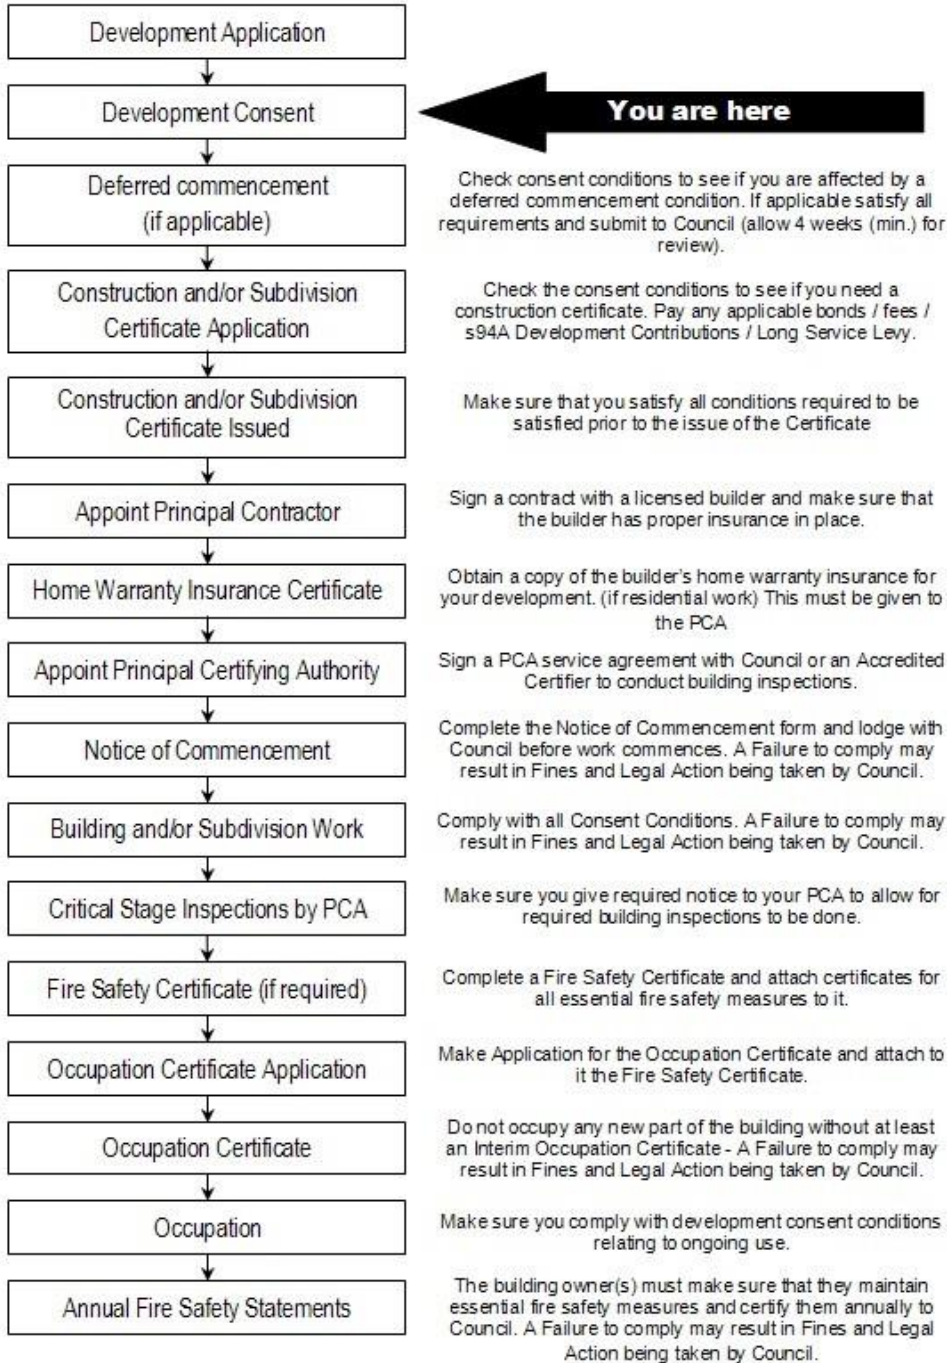 Development Application
Development Consent
You are here
Deferred commencement
(if applicable)
Check consent conditions to see if you are affected by a
deferred commencement condition. If applicable satisfy all
requirements and submit to Council (allow 4 weeks (min.) for
review).
Construction and/or Subdivision
Certificate Application
Check the consent conditions to see if you need a
construction certificate. Pay any applicable bonds / fees /
s94A Development Contributions / Long Service Levy.
Construction and/or Subdivision
Certificate Issued
Make sure that you satisfy all conditions required to be
satisfied prior to the issue of the Certificate
Appoint Principal Contractor
Sign a contract with a licensed builder and make sure that
the builder has proper insurance in place.
Home Warranty Insurance Certificate
Obtain a copy of the builder's home warranty insurance for
your development. (if residential work) This must be given to
the PCA
Appoint Principal Certifying Authority
Sign a PCA service agreement with Council or an Accredited
Certifier to conduct building inspections.
Notice of Commencement
Complete the Notice of Commencement form and lodge with
Council before work commences. A Failure to comply may
result in Fines and Legal Action being taken by Council.
Building and/or Subdivision Work
Comply with all Consent Conditions. A Failure to comply may
result in Fines and Legal Action being taken by Council.
Critical Stage Inspections by PCA
Make sure you give required notice to your PCA to allow for
required building inspections to be done.
Fire Safety Certificate (if required)
Complete a Fire Safety Certificate and attach certificates for
all essential fire safety measures to it.
Occupation Certificate Application
Make Application for the Occupation Certificate and attach to
it the Fire Safety Certificate.
Occupation Certificate
Do not occupy any new part of the building without at least
an Interim Occupation Certificate - A Failure to comply may
result in Fines and Legal Action being taken by Council.
Occupation
Make sure you comply with development consent conditions
relating to ongoing use.
Annual Fire Safety Statements
The building owner(s) must make sure that they maintain
essential fire safety measures and certify them annually to
Council. A Failure to comply may result in Fines and Legal
Action being taken by Council.